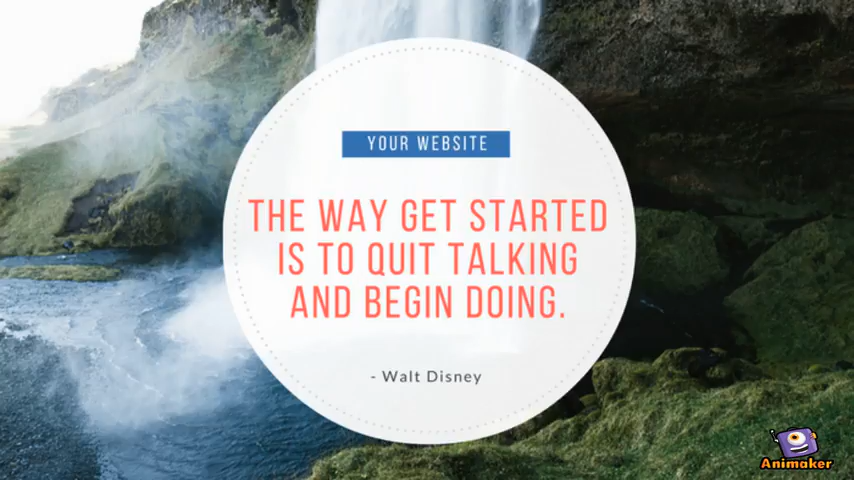 YOUR WEBSITE
THE WAY GET STARTED
IS TO QUIT TALKING
AND BEGIN DOING.
- Walt Disney
Animaker